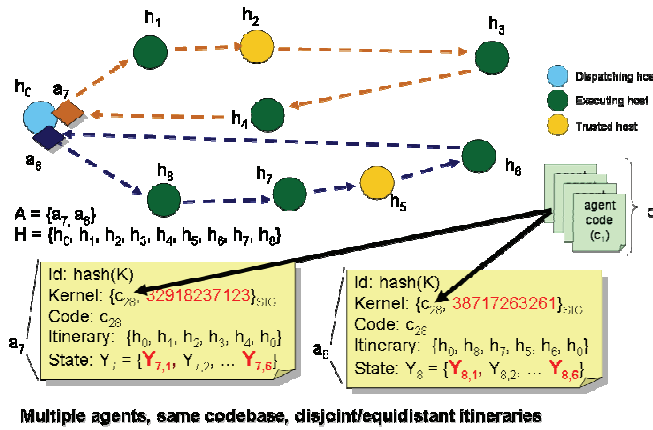 h₁
h₂
h₃
h₀
a₇
h₄
a₈
h₈
h₇
h₅
h₆
Dispatching hos
Executing host
Trusted host
agent
code
(c₁)
A = {a₇, a₈}
H = {h₀, h₁, h₂, h₃, h₄, h₅, h₆, h₇, h₈}
a₇
Id: hash(K)
Kernel: {c₂₈, 32918237123}SIG
Code: c₂₈
Itinerary: {h₀, h₁, h₂, h₃, h₄, h₀}
State: Y₇ = {Y₇,₁, Y₇,₂, ... Y₇,₆}
a₈
Id: hash(K)
Kernel: {c₂₈, 38717263261}SIG
Code: c₂₈
Itinerary: {h₀, h₈, h₇, h₅, h₆, h₀}
State: Y₈ = {Y₈,₁, Y₈,₂, ... Y₈,₆}
Multiple agents, same codebase, disjoint/equidistant itineraries